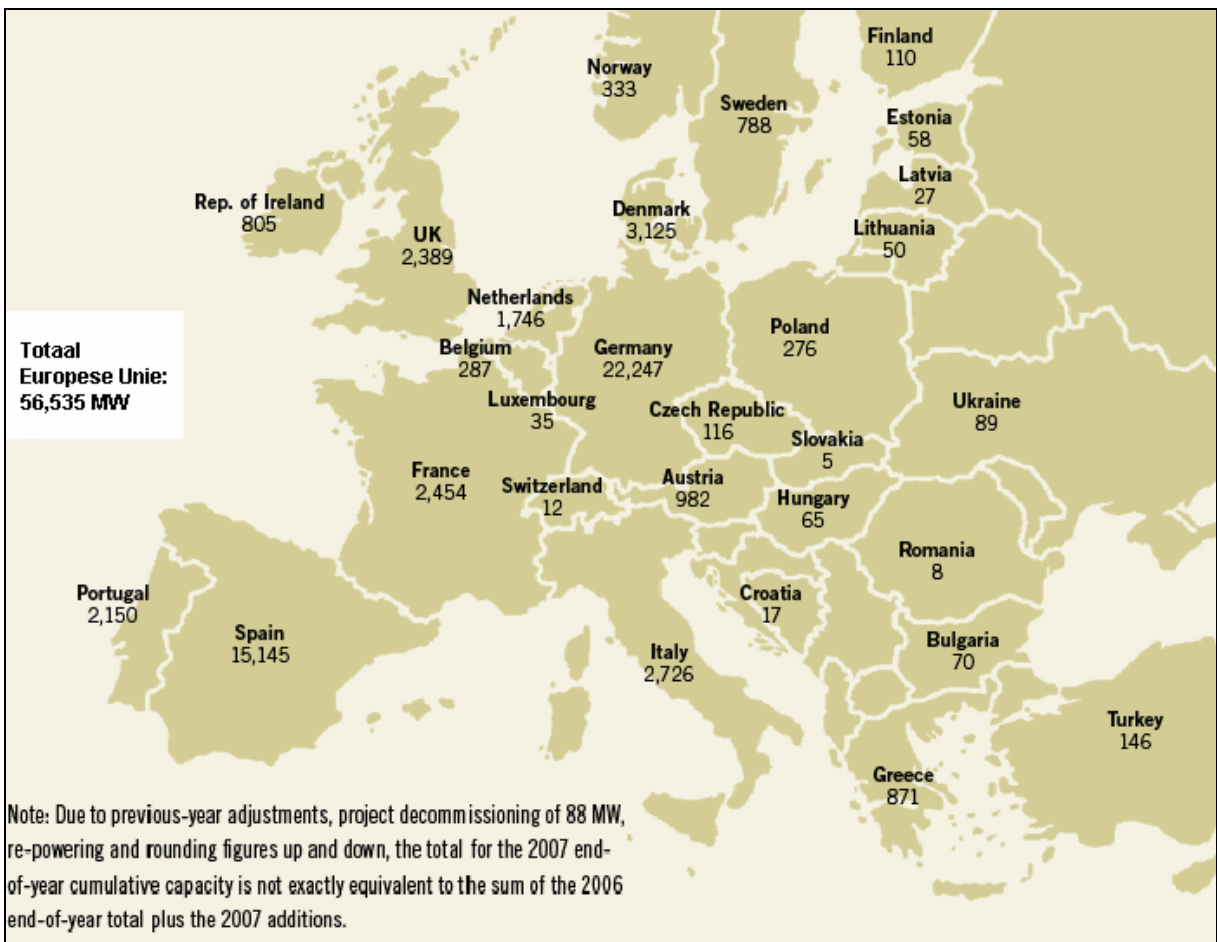 Finland
110
Norway
333
Sweden
788
Estonia
58
Latvia
27
Rep. of Ireland
805
Denmark
3,125
Lithuania
50
UK
2,389
Netherlands
1,746
Poland
276
Totaal
Europese Unie:
56,535 MW
Belgium
287
Germany
22,247
Luxembourg
35
Czech Republic
116
Ukraine
89
Slovakia
5
France
2,454
Switzerland
12
Austria
982
Hungary
65
Romania
8
Portugal
2,150
Croatia
17
Spain
15,145
Italy
2,726
Bulgaria
70
Turkey
146
Greece
871
Note: Due to previous-year adjustments, project decommissioning of 88 MW,
re-powering and rounding figures up and down, the total for the 2007 end-
of-year cumulative capacity is not exactly equivalent to the sum of the 2006
end-of-year total plus the 2007 additions.